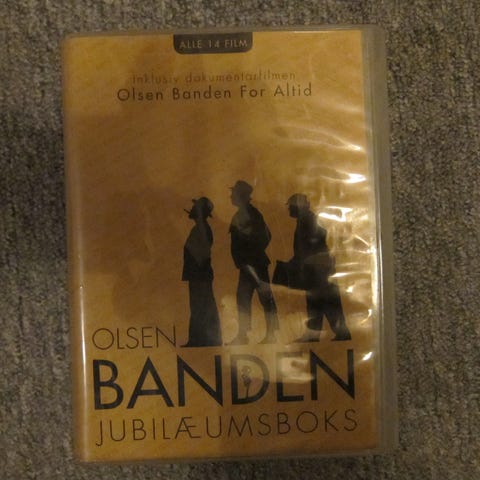 ALLE 14 FILM
Inklusiv dokumentarfilmen
Olsen Banden For Altid
OLSEN
BANDEN
JUBILÆUMSBOKS